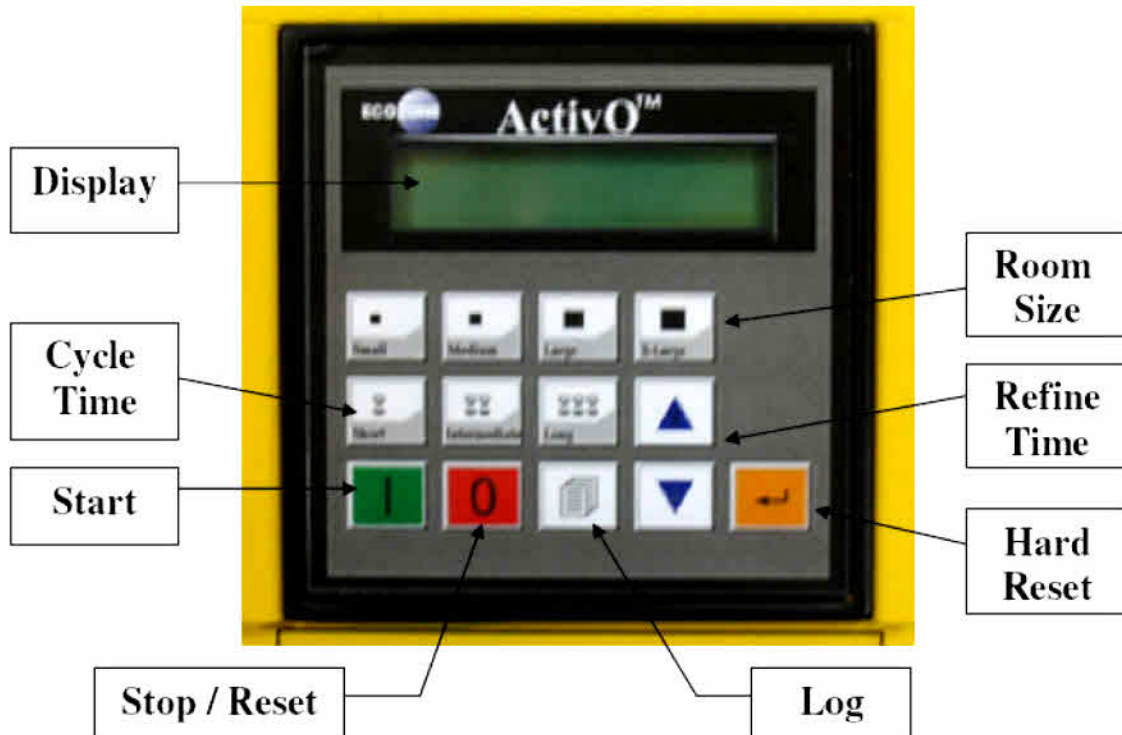 ActivO™
Display
Room
Size
Small
Medium
Large
X-Large
Cycle
Time
Refine
Time
Short
Intermediate
Long
Start
I
0
Hard
Reset
Stop / Reset
Log